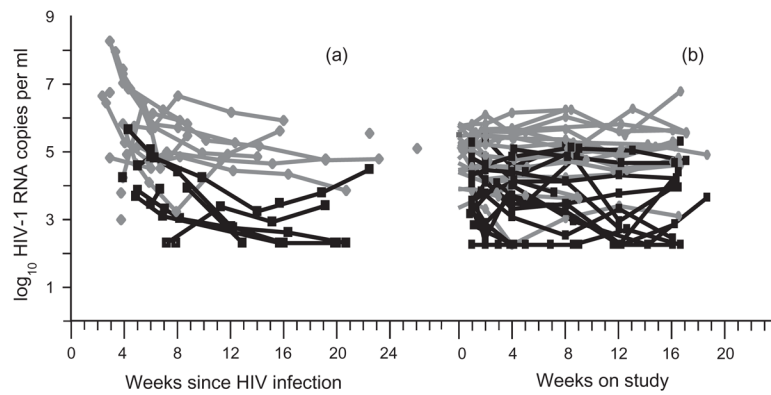 9
7
5
3
1
log10 HIV-1 RNA copies per ml
(a)
(b)
0 4 8 12 16 20 24
0 4 8 12 16 20
Weeks since HIV infection
Weeks on study